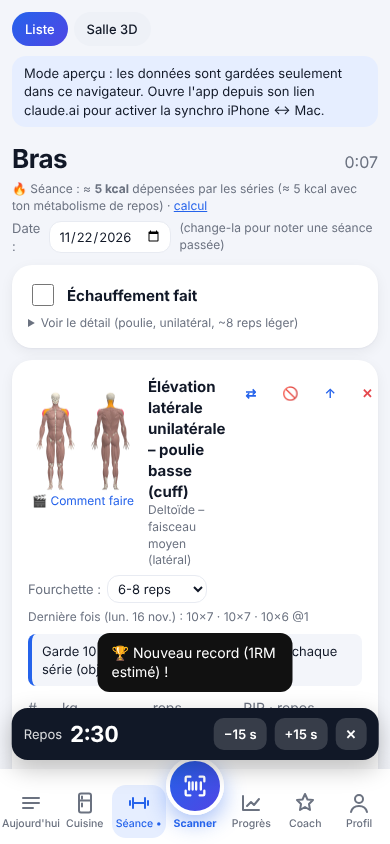 Liste
Salle 3D
Mode aperçu : les données sont gardées seulement
dans ce navigateur. Ouvre l'app depuis son lien
claude.ai pour activer la synchro iPhone ↔ Mac.
Bras
0:07
🔥 Séance : ≈ 5 kcal dépensées par les séries (≈ 5 kcal avec
ton métabolisme de repos) · calcul
Date
:
11/22/2026
(change-la pour noter une séance
passée)
Échauffement fait
▶ Voir le détail (poulie, unilatéral, ~8 reps léger)
Élévation
latérale
unilatérale
– poulie
basse
(cuff)
⇄ 🚫 ↑ ✕
🎬 Comment faire
Deltoïde –
faisceau
moyen
(latéral)
Fourchette :
6-8 reps
Dernière fois (lun. 16 nov.) : 10×7 · 10×7 · 10×6 @1
Garde 10
chaque
série (obj
🏆 Nouveau record (1RM
estimé) !
# kg reps RIR · repos
Repos 2:30
−15 s
+15 s
✕
Aujourd'hui
Cuisine
Séance •
Scanner
Progrès
Coach
Profil